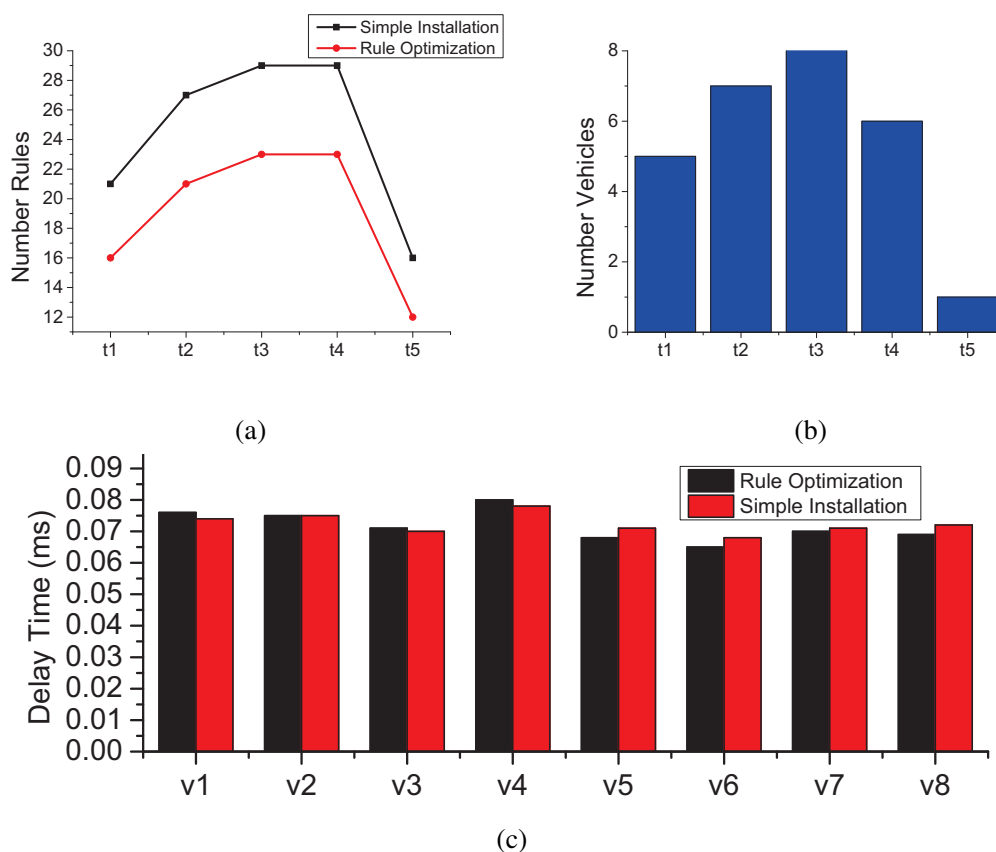 Simple Installation
Rule Optimization
30
28
26
24
22
20
18
16
14
12
Number Rules
t1 t2 t3 t4 t5
(a)
8
6
4
2
0
Number Vehicles
t1 t2 t3 t4 t5
(b)
Rule Optimization
Simple Installation
0.09
0.08
0.07
0.06
0.05
0.04
0.03
0.02
0.01
0.00
Delay Time (ms)
v1 v2 v3 v4 v5 v6 v7 v8
(c)